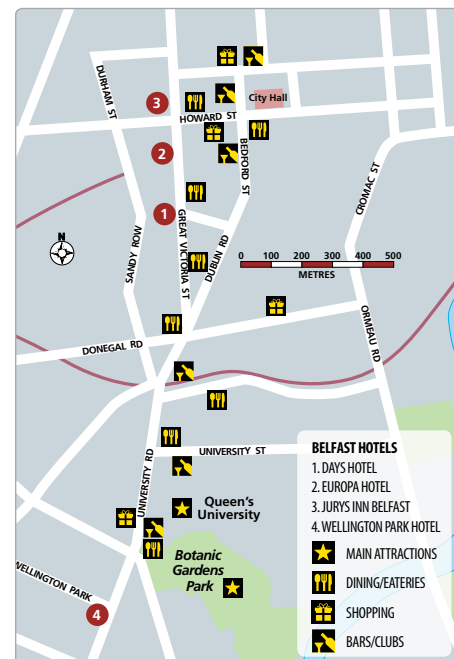 DURHAM ST
3
City Hall
HOWARD ST
2
BEDFORD ST
CROMAC ST
1
GREAT VICTORIA ST
N
SANDY ROW
DUBLIN RD
0 100 200 300 400 500
METRES
DONEGAL RD
ORMEAU RD
UNIVERSITY ST
UNIVERSITY RD
Queen's
University
Botanic
Gardens
Park
WELLINGTON PARK
4
BELFAST HOTELS
1. DAYS HOTEL
2. EUROPA HOTEL
3. JURYS INN BELFAST
4. WELLINGTON PARK HOTEL
MAIN ATTRACTIONS
DINING/EATERIES
SHOPPING
BARS/CLUBS